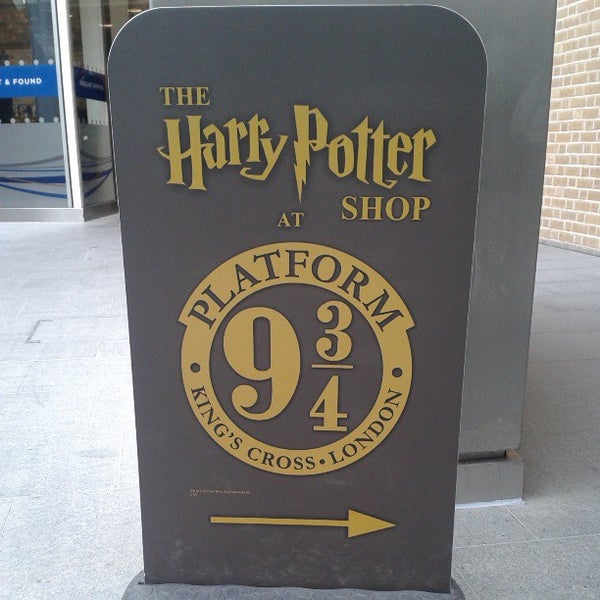 T & FOUND
THE
Harry Potter
SHOP
AT
PLATFORM
9 3/4
KING'S CROSS • LONDON